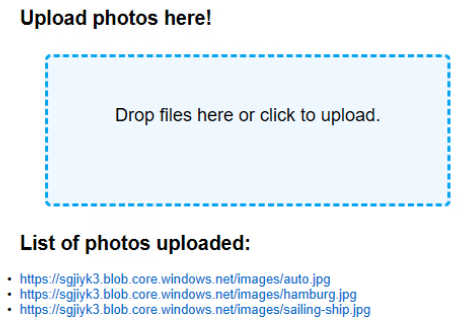 Upload photos here!
Drop files here or click to upload.
List of photos uploaded:
• https://sgjiyk3.blob.core.windows.net/images/auto.jpg
• https://sgjiyk3.blob.core.windows.net/images/hamburg.jpg
• https://sgjiyk3.blob.core.windows.net/images/sailing-ship.jpg